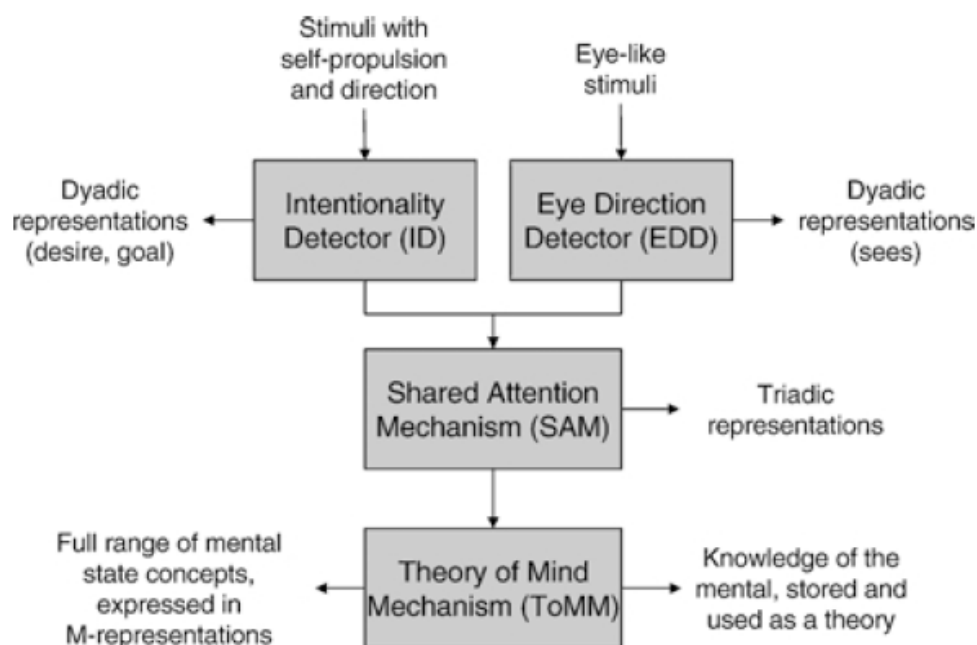 Stimuli with
self-propulsion
and direction
Eye-like
stimuli
Dyadic
representations
(desire, goal)
Intentionality
Detector (ID)
Eye Direction
Detector (EDD)
Dyadic
representations
(sees)
Shared Attention
Mechanism (SAM)
Triadic
representations
Full range of mental
state concepts,
expressed in
M-representations
Theory of Mind
Mechanism (ToMM)
Knowledge of the
mental, stored and
used as a theory